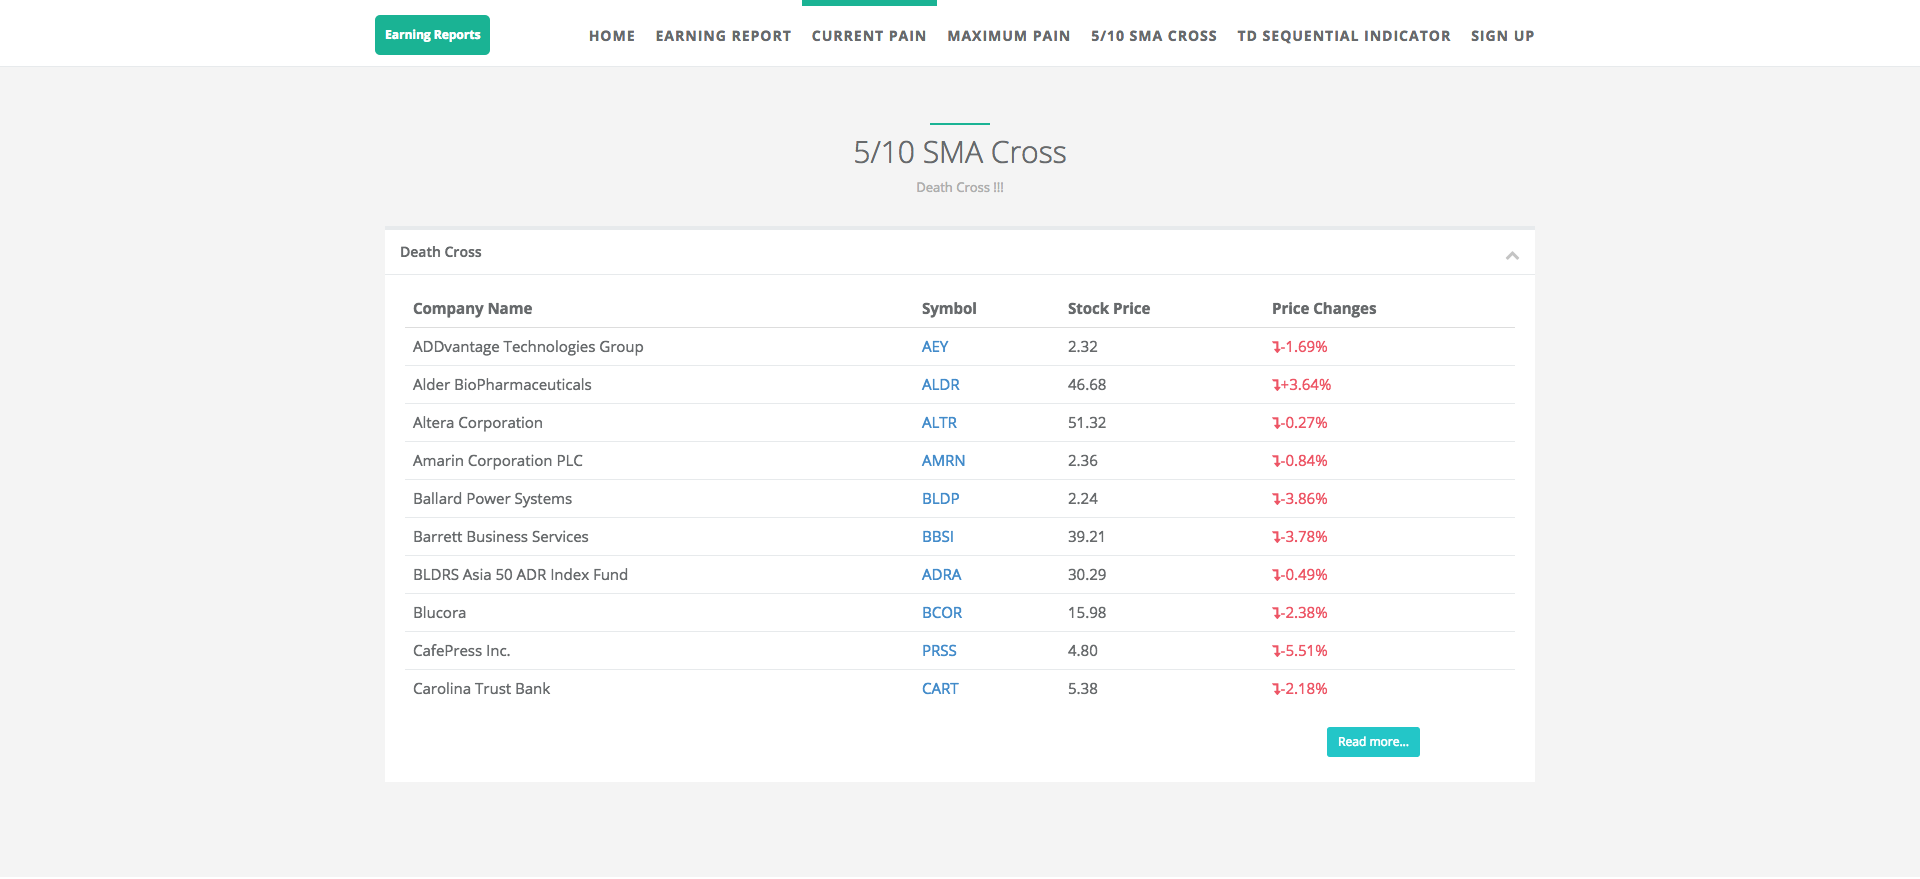 Earning Reports HOME EARNING REPORT CURRENT PAIN MAXIMUM PAIN 5/10 SMA CROSS TD SEQUENTIAL INDICATOR SIGN UP
5/10 SMA Cross
Death Cross !!!
Death Cross
Company Name Symbol Stock Price Price Changes
ADDvantage Technologies Group AEY 2.32 -1.69%
Alder BioPharmaceuticals ALDR 46.68 +3.64%
Altera Corporation ALTR 51.32 -0.27%
Amarin Corporation PLC AMRN 2.36 -0.84%
Ballard Power Systems BLDP 2.24 -3.86%
Barrett Business Services BBSI 39.21 -3.78%
BLDRS Asia 50 ADR Index Fund ADRA 30.29 -0.49%
Blucora BCOR 15.98 -2.38%
CafePress Inc. PRSS 4.80 -5.51%
Carolina Trust Bank CART 5.38 -2.18%
Read more...